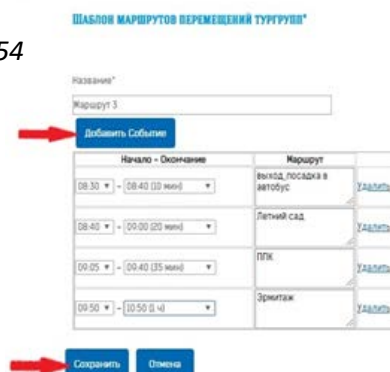 ШАБЛОН МАРШРУТОВ ПЕРЕМЕЩЕНИЙ ТУРГРУПП*
54
Название*
Маршрут 3
Добавить Событие
Начало - Окончание Маршрут
08:30 - 08:40 (10 мин) выход, посадка в автобус Удалить
08:40 - 09:00 (20 мин) Летний сад Удалить
09:05 - 09:40 (35 мин) ППК Удалить
09:50 - 10:50 (1 ч) Эрмитаж Удалить
Сохранить Отмена